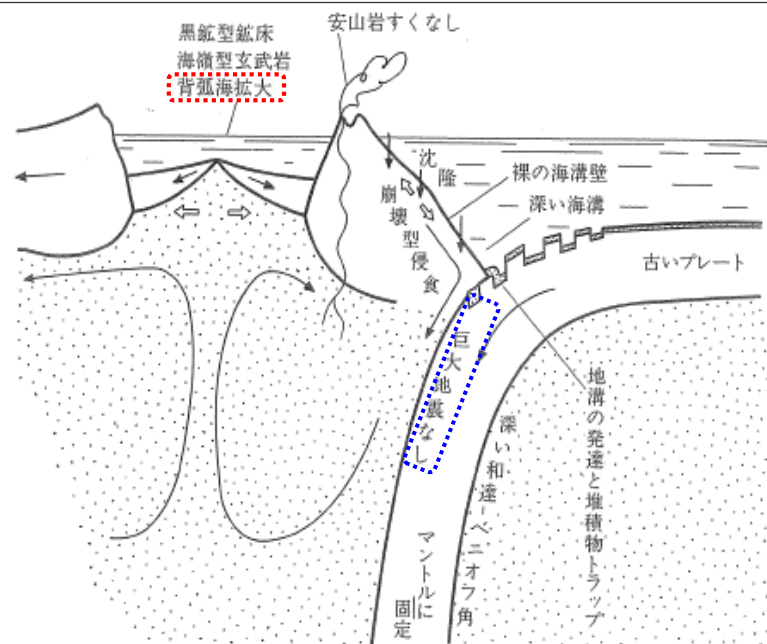 安山岩すくなし
黒鉱型鉱床
海嶺型玄武岩
背弧海拡大
沈隆
崩壊型侵食
裸の海溝壁
深い海溝
古いプレート
巨大地震なし
深い和達-ベニオフ角
マントルに
固定
地溝の発達と堆積物トラップ